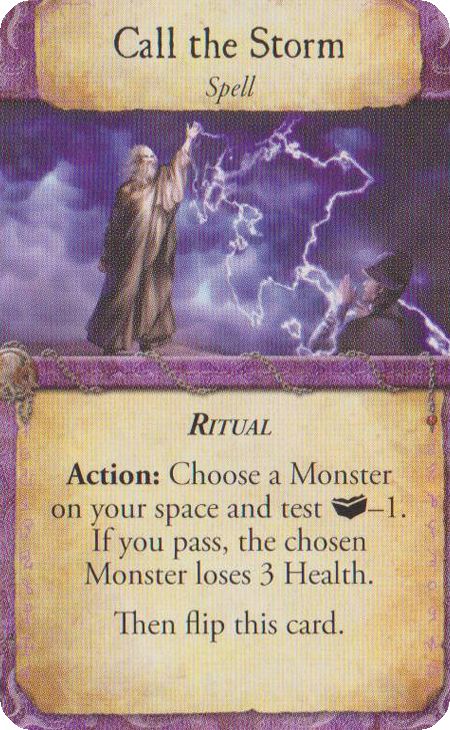 Call the Storm
Spell
Ritual
Action: Choose a Monster
on your space and test –1.
If you pass, the chosen
Monster loses 3 Health.
Then flip this card.